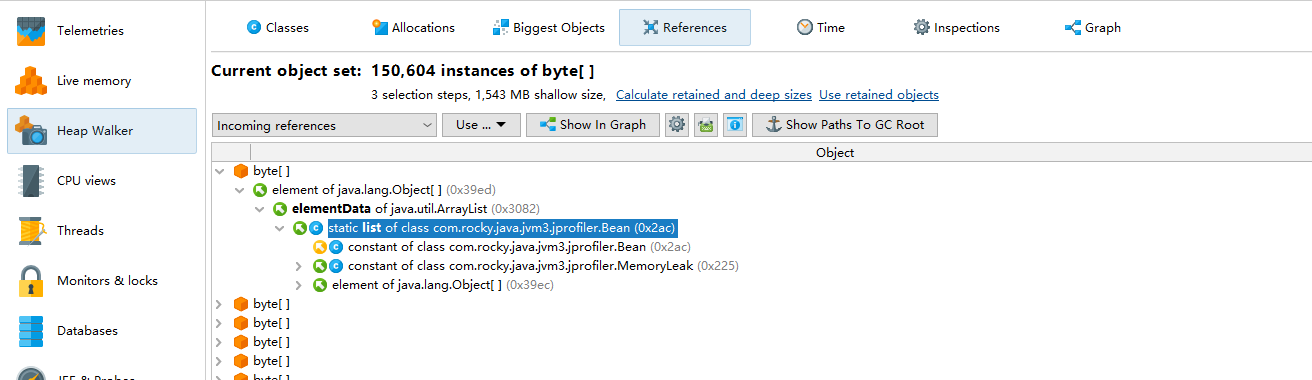 Telemetries
Live memory
Heap Walker
CPU views
Threads
Monitors & locks
Databases
JEE & Probes
Classes
Allocations
Biggest Objects
References
Time
Inspections
Graph
Current object set: 150,604 instances of byte[ ]
3 selection steps, 1,543 MB shallow size, Calculate retained and deep sizes Use retained objects
Incoming references
Use ...
Show In Graph
Show Paths To GC Root
Object
byte[ ]
element of java.lang.Object[ ] (0x39ed)
elementData of java.util.ArrayList (0x3082)
static list of class com.rocky.java.jvm3.jprofiler.Bean (0x2ac)
constant of class com.rocky.java.jvm3.jprofiler.Bean (0x2ac)
constant of class com.rocky.java.jvm3.jprofiler.MemoryLeak (0x225)
element of java.lang.Object[ ] (0x39ec)
byte[ ]
byte[ ]
byte[ ]
byte[ ]
byte[ ]